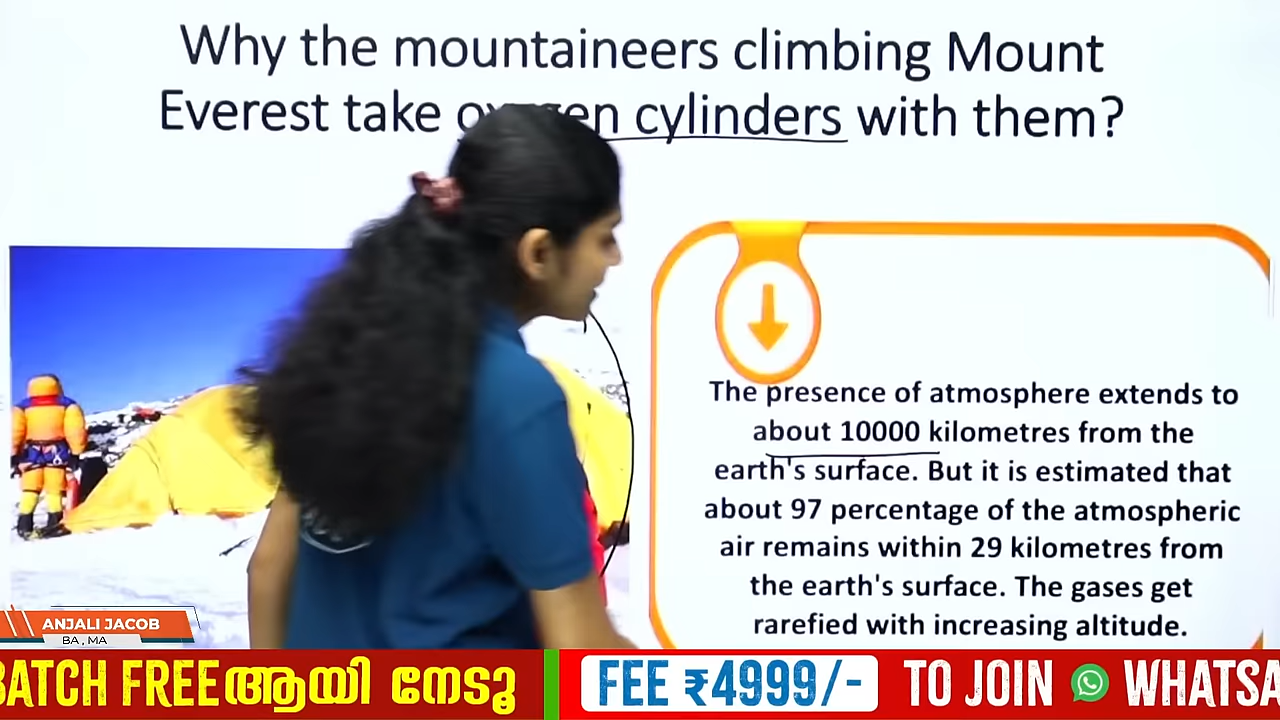 Why the mountaineers climbing Mount
Everest take cylinders with them?
The presence of atmosphere extends to
about 10000 kilometres from the
earth's surface. But it is estimated that
about 97 percentage of the atmospheric
air remains within 29 kilometres from
the earth's surface. The gases get
rarefied with increasing altitude.
ANJALI JACOB
BA, MA
BATCH FREE ആയി നേടൂ FEE ₹4999/- TO JOIN